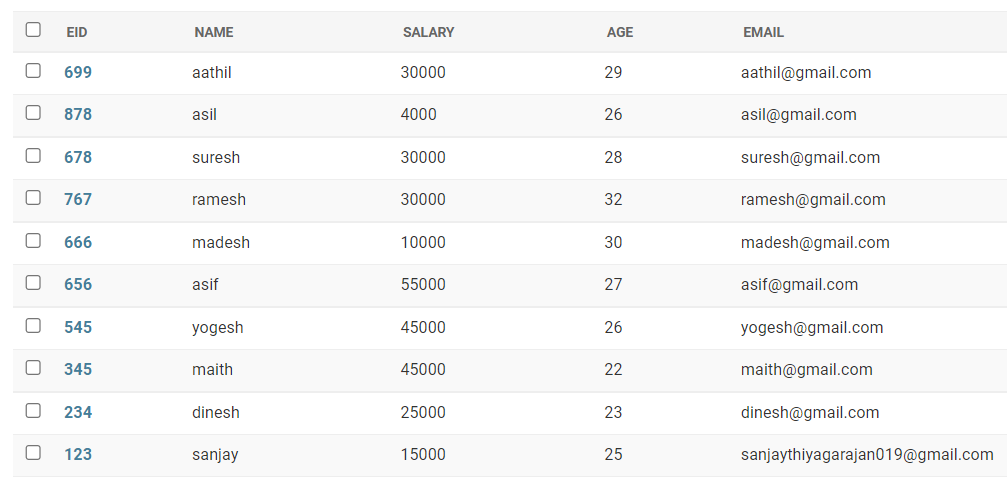 EID NAME SALARY AGE EMAIL
699 aathil 30000 29 aathil@gmail.com
878 asil 4000 26 asil@gmail.com
678 suresh 30000 28 suresh@gmail.com
767 ramesh 30000 32 ramesh@gmail.com
666 madesh 10000 30 madesh@gmail.com
656 asif 55000 27 asif@gmail.com
545 yogesh 45000 26 yogesh@gmail.com
345 maith 45000 22 maith@gmail.com
234 dinesh 25000 23 dinesh@gmail.com
123 sanjay 15000 25 sanjaythiyagarajan019@gmail.com